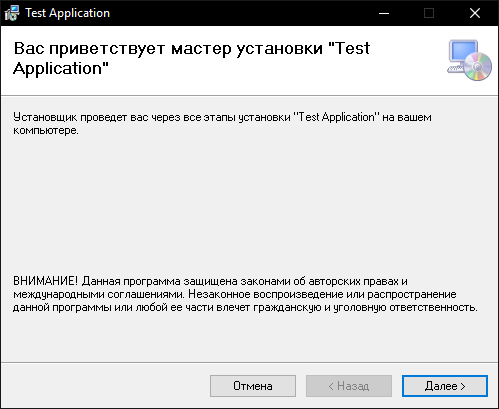 Test Application
Вас приветствует мастер установки "Test
Application"
Установщик проведет вас через все этапы установки "Test Application" на вашем
компьютере.
ВНИМАНИЕ! Данная программа защищена законами об авторских правах и
международными соглашениями. Незаконное воспроизведение или распространение
данной программы или любой ее части влечет гражданскую и уголовную ответственность.
Отмена
< Назад
Далее >